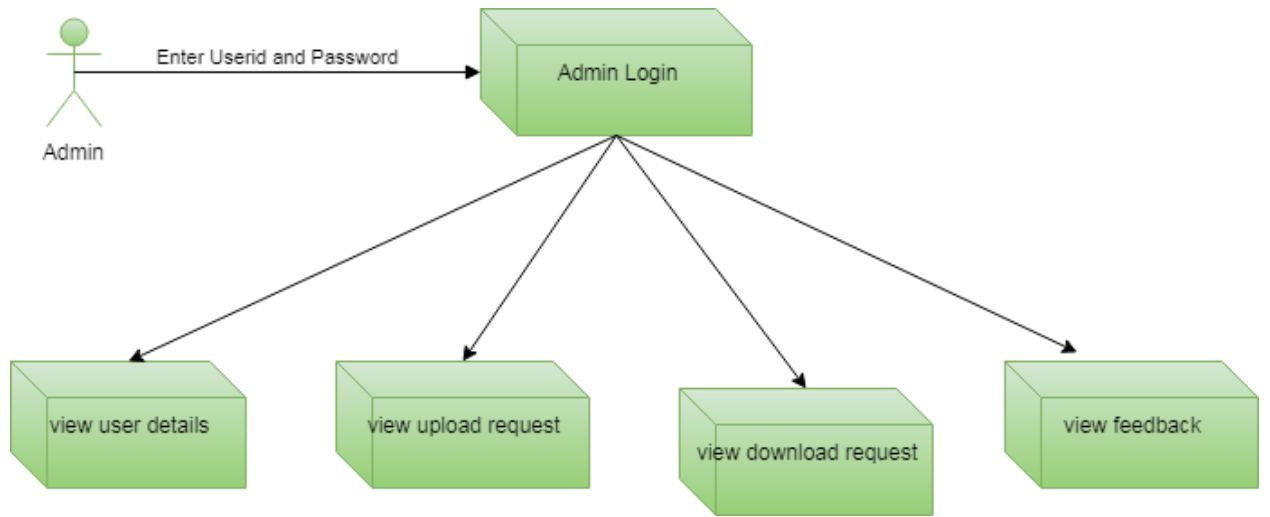 Enter Userid and Password
Admin Login
Admin
view user details
view upload request
view download request
view feedback